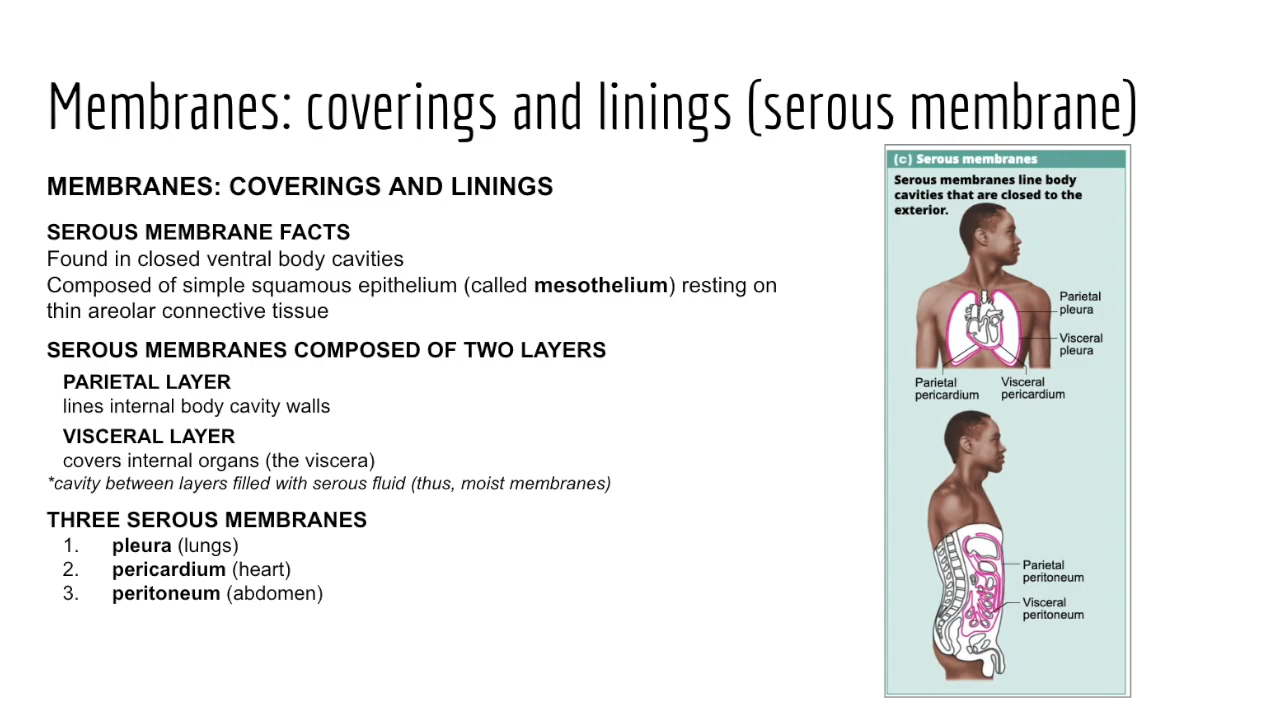 Membranes: coverings and linings (serous membrane)
MEMBRANES: COVERINGS AND LININGS
SEROUS MEMBRANE FACTS
Found in closed ventral body cavities
Composed of simple squamous epithelium (called mesothelium) resting on
thin areolar connective tissue
SEROUS MEMBRANES COMPOSED OF TWO LAYERS
PARIETAL LAYER
lines internal body cavity walls
VISCERAL LAYER
covers internal organs (the viscera)
*cavity between layers filled with serous fluid (thus, moist membranes)
THREE SEROUS MEMBRANES
1. pleura (lungs)
2. pericardium (heart)
3. peritoneum (abdomen)
(c) Serous membranes
Serous membranes line body
cavities that are closed to the
exterior.
Parietal
pleura
Visceral
pleura
Parietal
pericardium
Visceral
pericardium
Parietal
peritoneum
Visceral
peritoneum